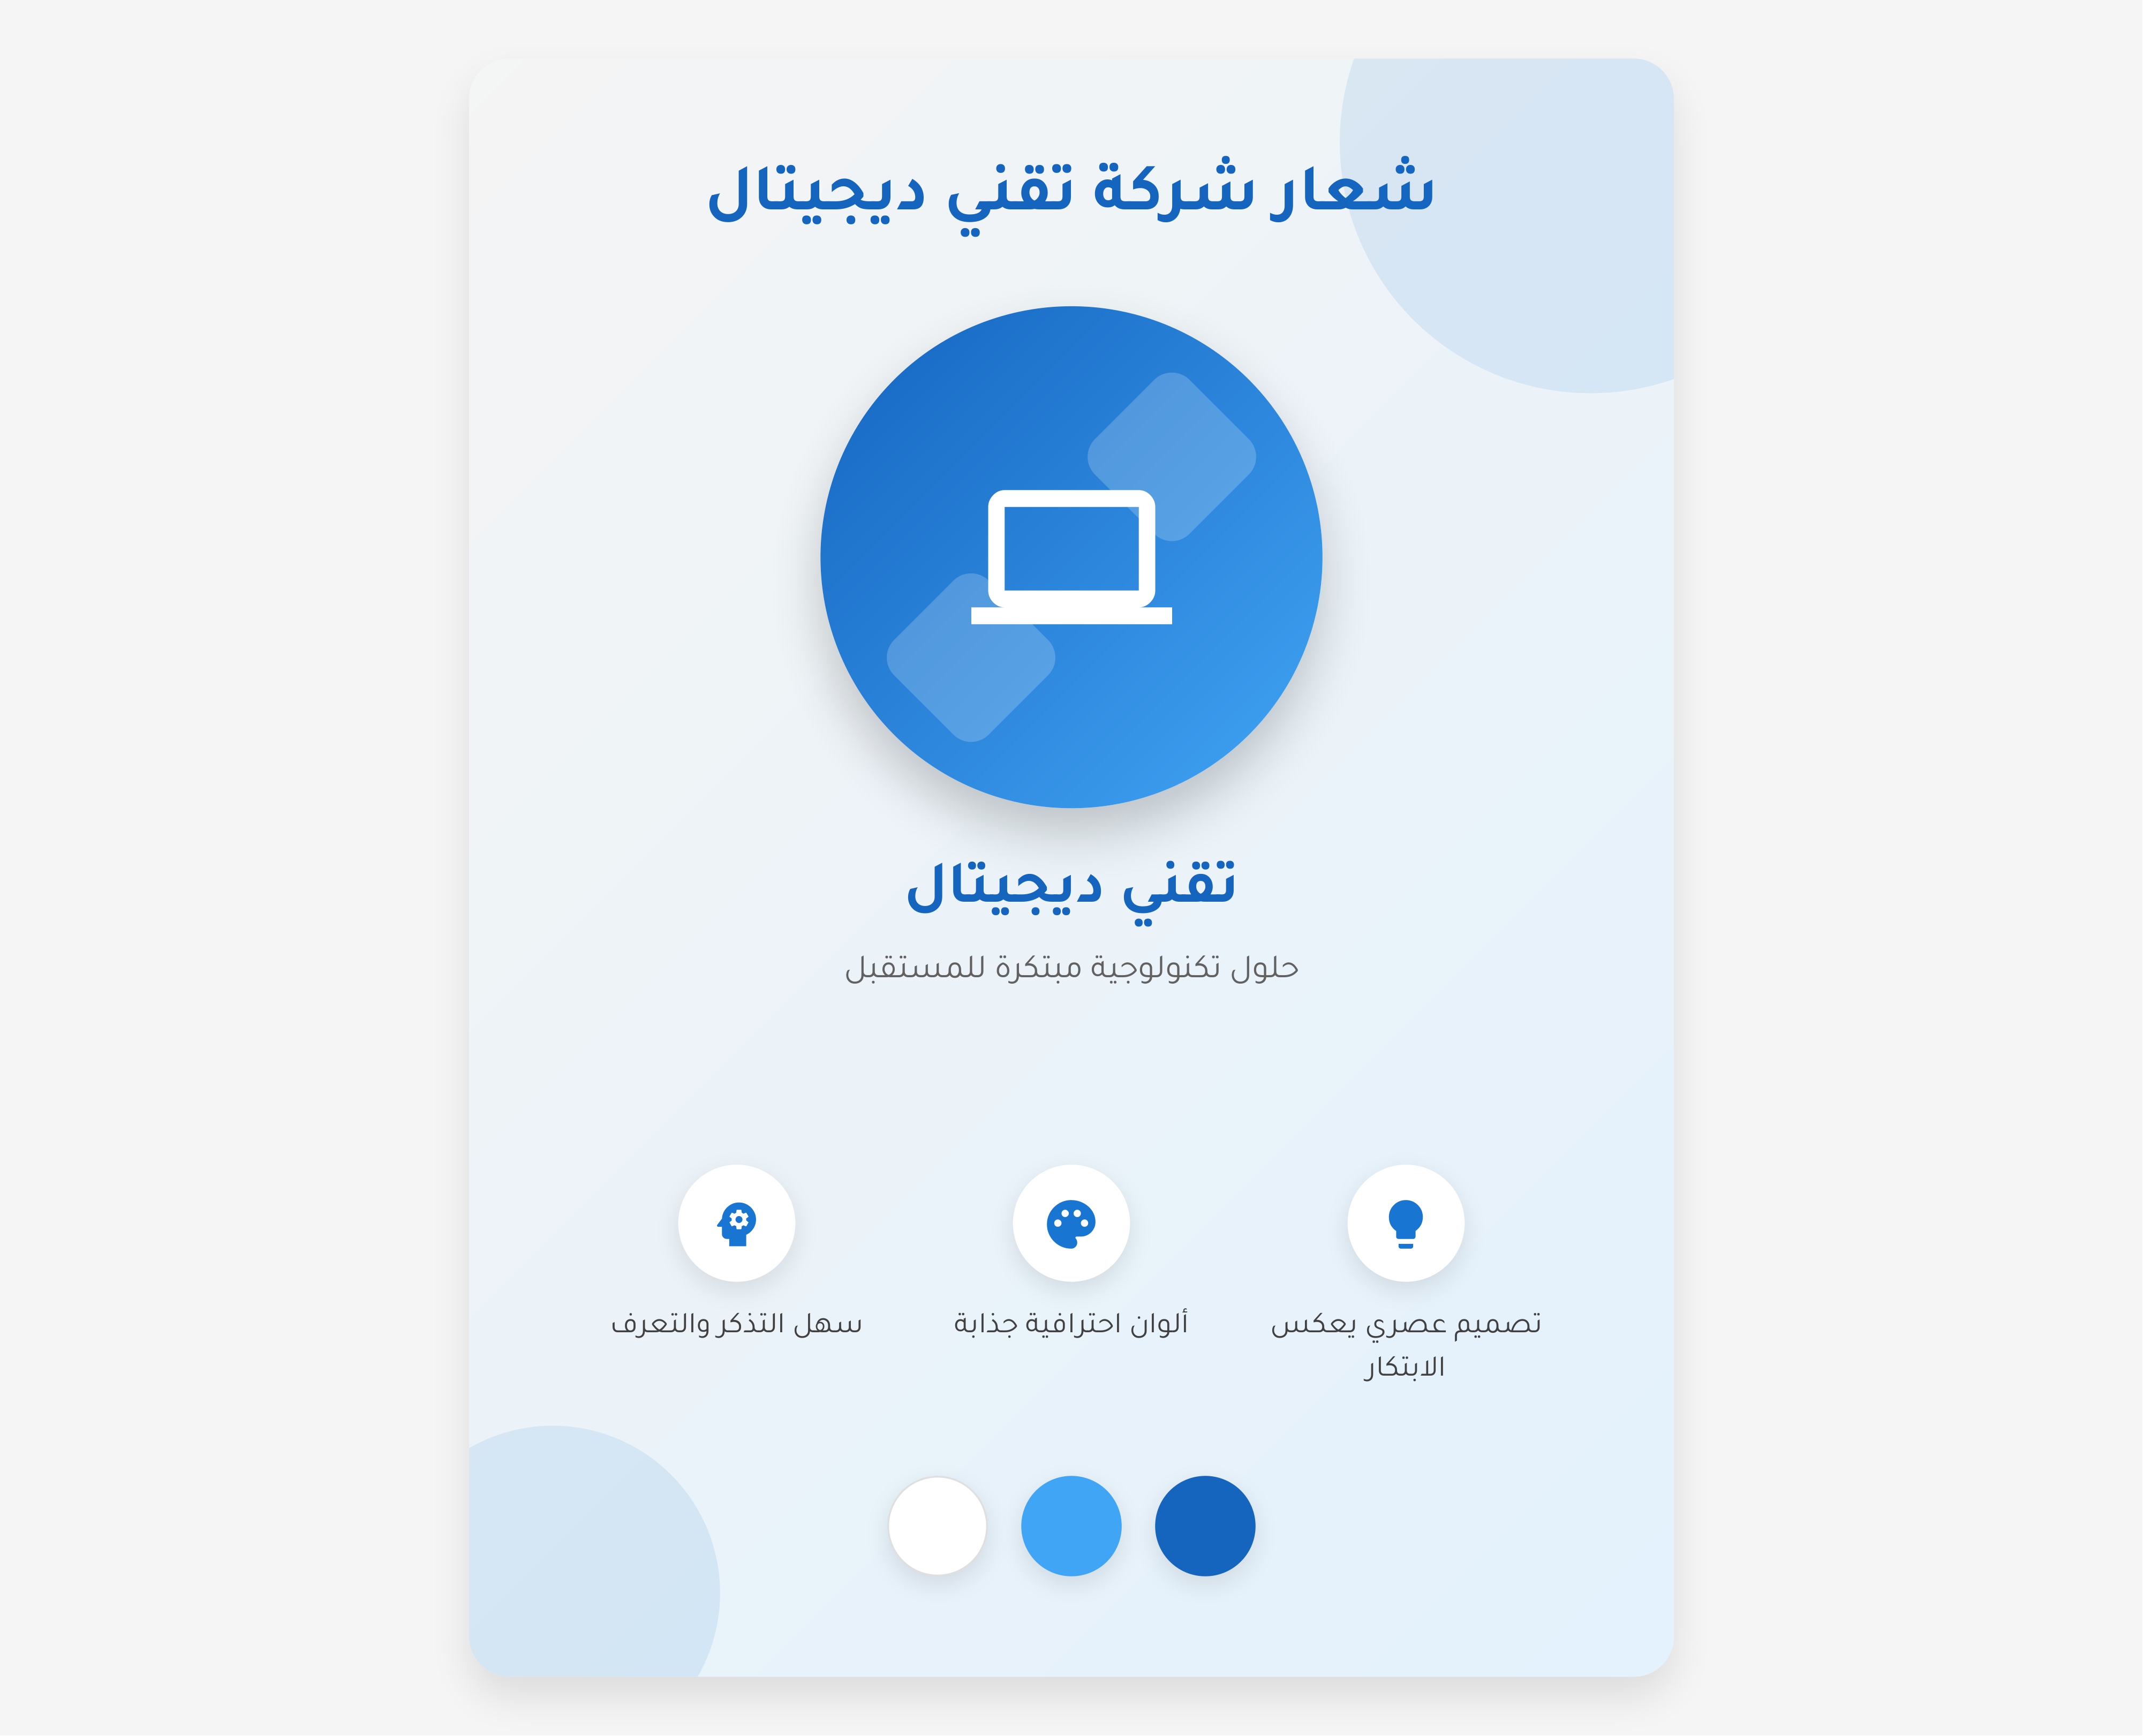 شعار شركة تقني ديجيتال
تقني ديجيتال
حلول تكنولوجية مبتكرة للمستقبل
تصميم عصري يعكس
الابتكار
ألوان احترافية جذابة
سهل التذكر والتعرف